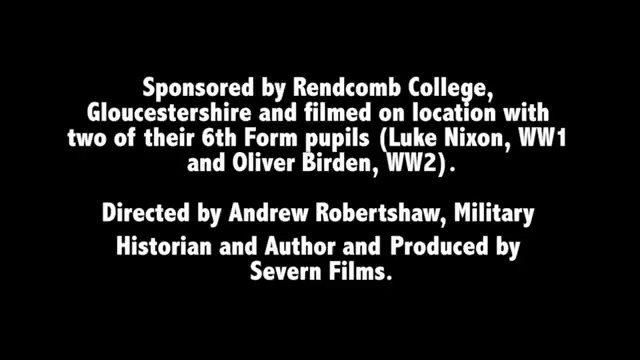 Sponsored by Rendcomb College,
Gloucestershire and filmed on location with
two of their 6th Form pupils (Luke Nixon, WW1
and Oliver Birden, WW2).
Directed by Andrew Robertshaw, Military
Historian and Author and Produced by
Severn Films.